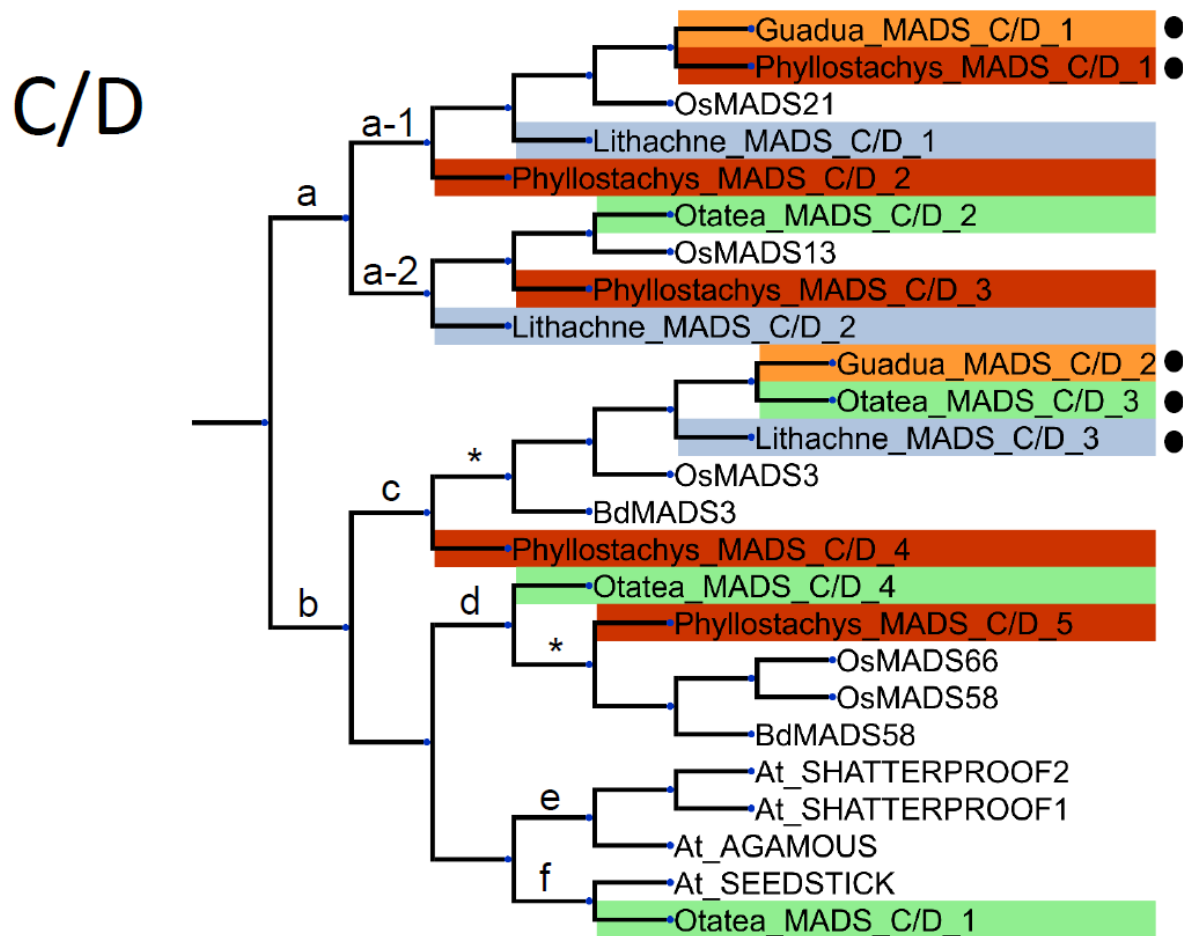 C/D
Guadua_MADS_C/D_1
Phyllostachys_MADS_C/D_1
OsMADS21
a-1
Lithachne_MADS_C/D_1
Phyllostachys_MADS_C/D_2
a
Otatea_MADS_C/D_2
OsMADS13
a-2
Phyllostachys_MADS_C/D_3
Lithachne_MADS_C/D_2
Guadua_MADS_C/D_2
Otatea_MADS_C/D_3
Lithachne_MADS_C/D_3
*
OsMADS3
c
BdMADS3
Phyllostachys_MADS_C/D_4
Otatea_MADS_C/D_4
b
d
Phyllostachys_MADS_C/D_5
*
OsMADS66
OsMADS58
BdMADS58
At_SHATTERPROOF2
e
At_SHATTERPROOF1
At_AGAMOUS
f
At_SEEDSTICK
Otatea_MADS_C/D_1